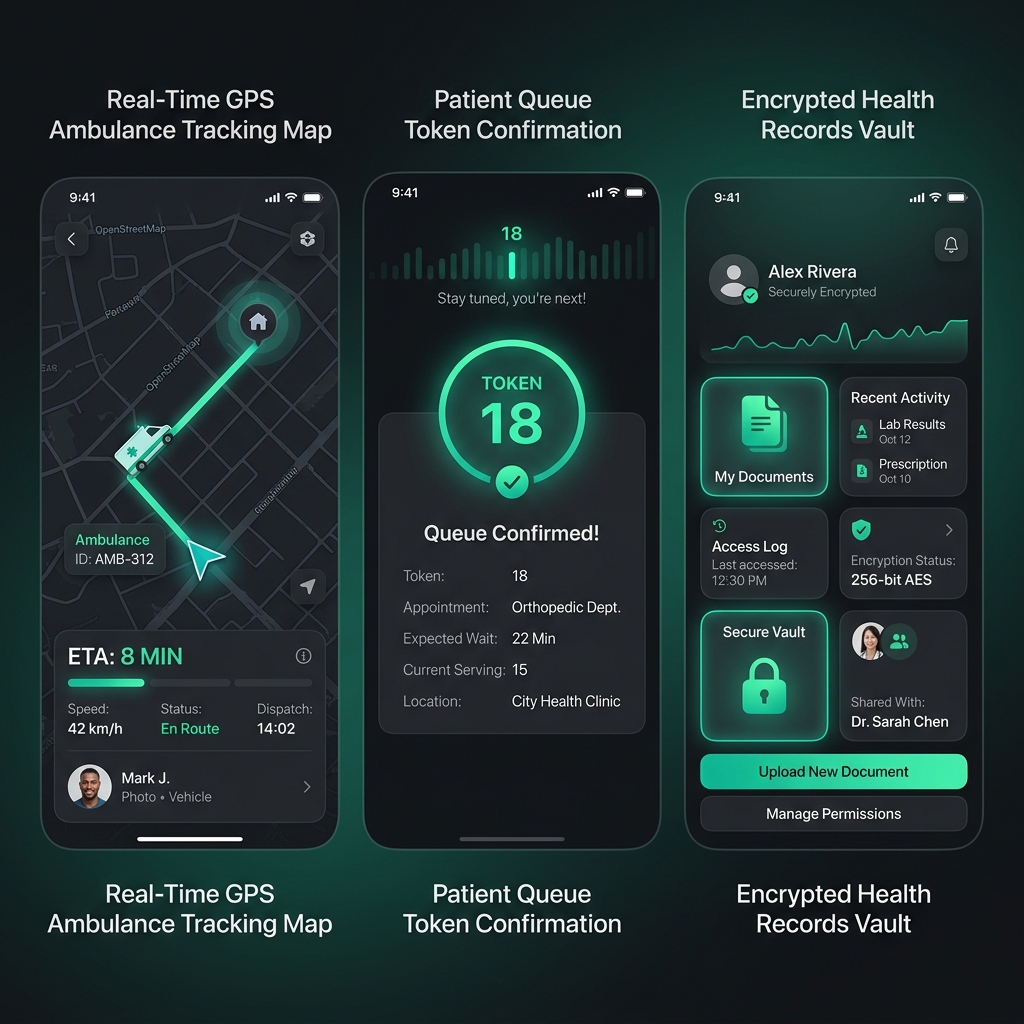 Real-Time GPS
Ambulance Tracking Map
Patient Queue
Token Confirmation
Encrypted Health
Records Vault
9:41
OpenStreetMap
OpenStreetMap
Ambulance
ID: AMB-312
ETA: 8 MIN
Speed: Status: Dispatch:
42 km/h En Route 14:02
Mark J.
Photo • Vehicle
9:41
18
Stay tuned, you're next!
TOKEN
18
Queue Confirmed!
Token: 18
Appointment: Orthopedic Dept.
Expected Wait: 22 Min
Current Serving: 15
Location: City Health Clinic
9:41
Alex Rivera
Securely Encrypted
My Documents
Recent Activity
Lab Results
Oot 12
Prescription
Oot 10
Access Log
Last accessed:
12:30 PM
Encryption Status:
256-bit AES
Secure Vault
Shared With:
Dr. Sarah Chen
Upload New Document
Manage Permissions
Real-Time GPS
Ambulance Tracking Map
Patient Queue
Token Confirmation
Encrypted Health
Records Vault